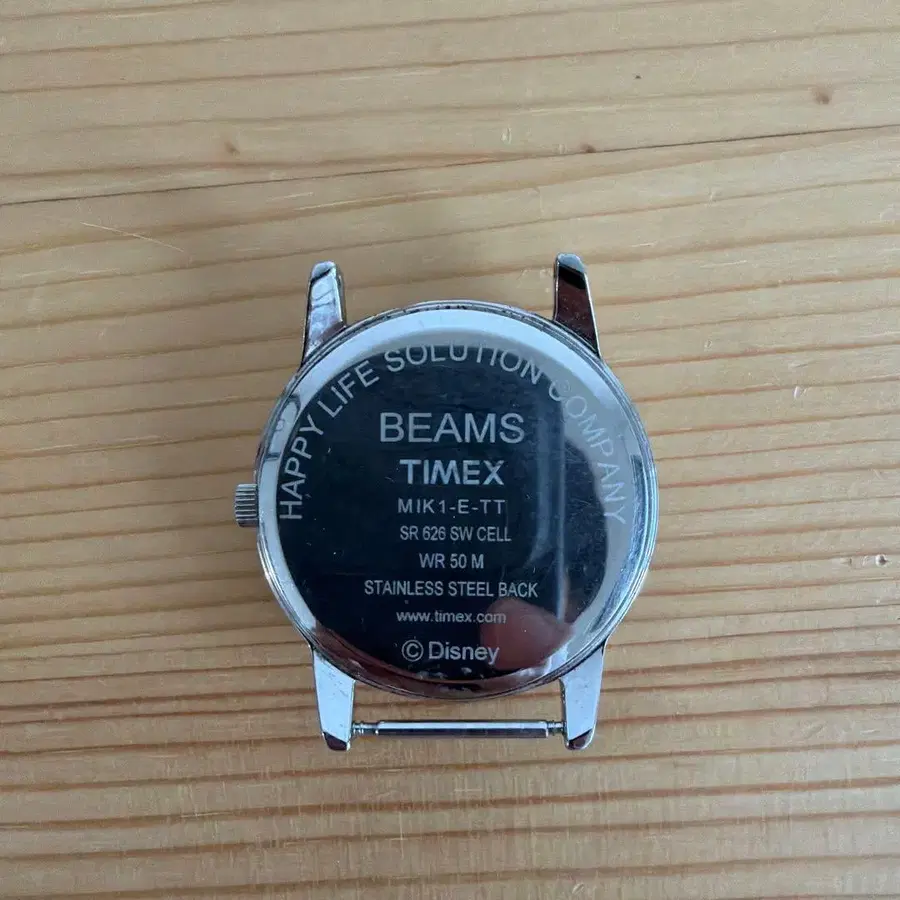 HAPPY LIFE SOLUTION COMPANY
BEAMS
TIMEX
MIK1-E-TT
SR 626 SW CELL
WR 50 M
STAINLESS STEEL BACK
www.timex.com
© Disney